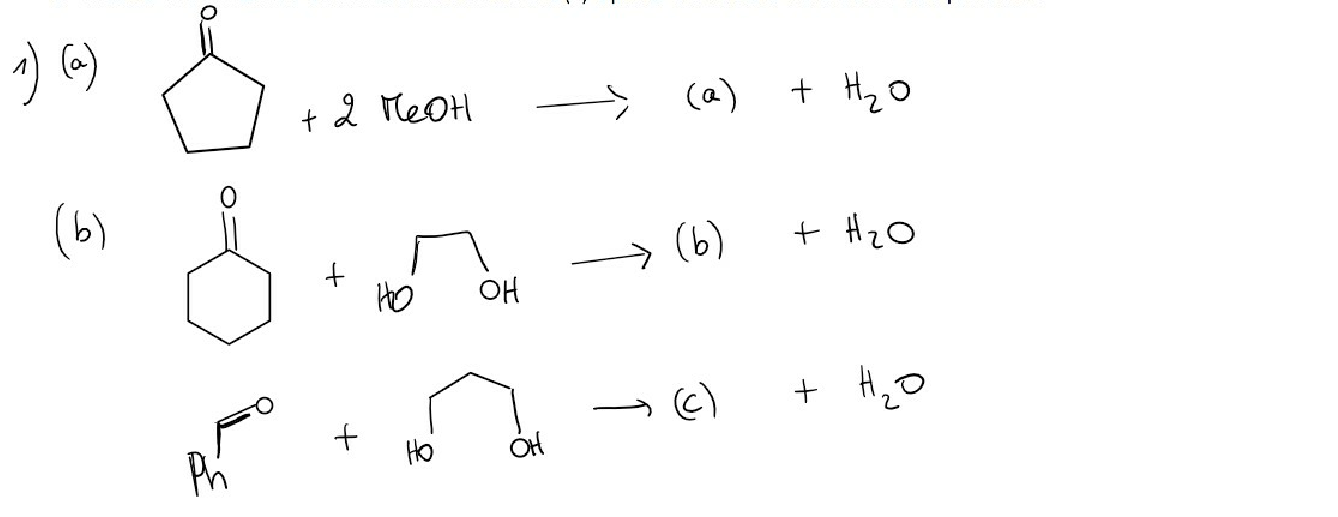 1) (a) O + 2 MeOH → (a) + H₂O
(b) O + HO OH → (b) + H₂O
Ph O + HO OH → (c) + H₂O